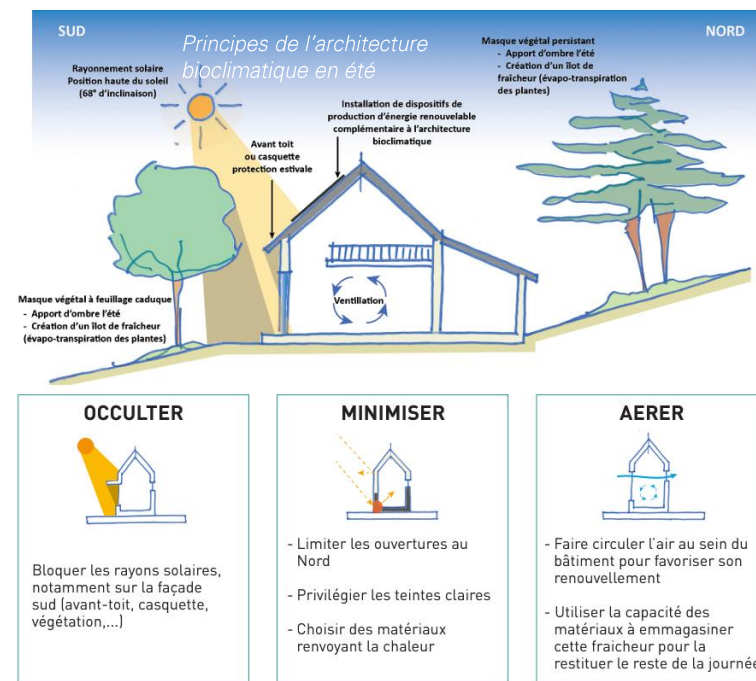 SUD
Principes de l'architecture
bioclimatique en été
NORD
Rayonnement solaire
Position haute du soleil
(68° d'inclinaison)
Masque végétal persistant
- Apport d'ombre l'été
- Création d'un îlot de
fraîcheur (évapo-transpiration
des plantes)
Installation de dispositifs de
production d'énergie renouvelable
complémentaire à l'architecture
bioclimatique
Avant toit
ou casquette
protection estivale
Masque végétal à feuillage caduque
- Apport d'ombre l'été
- Création d'un îlot de fraîcheur
(évapo-transpiration des plantes)
Ventillation
OCCULTER
Bloquer les rayons solaires,
notamment sur la façade
sud (avant-toit, casquette,
végétation,...)
MINIMISER
- Limiter les ouvertures au
Nord
- Privilégier les teintes claires
- Choisir des matériaux
renvoyant la chaleur
AERER
- Faire circuler l'air au sein du
bâtiment pour favoriser son
renouvellement
- Utiliser la capacité des
matériaux à emmagasiner
cette fraicheur pour la
restituer le reste de la journée